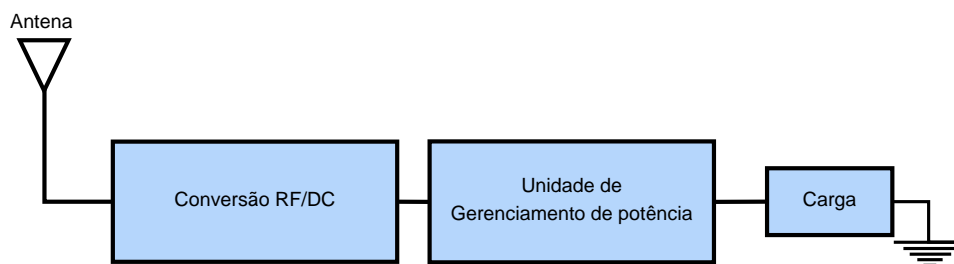 Antena
Conversão RF/DC
Unidade de
Gerenciamento de potência
Carga